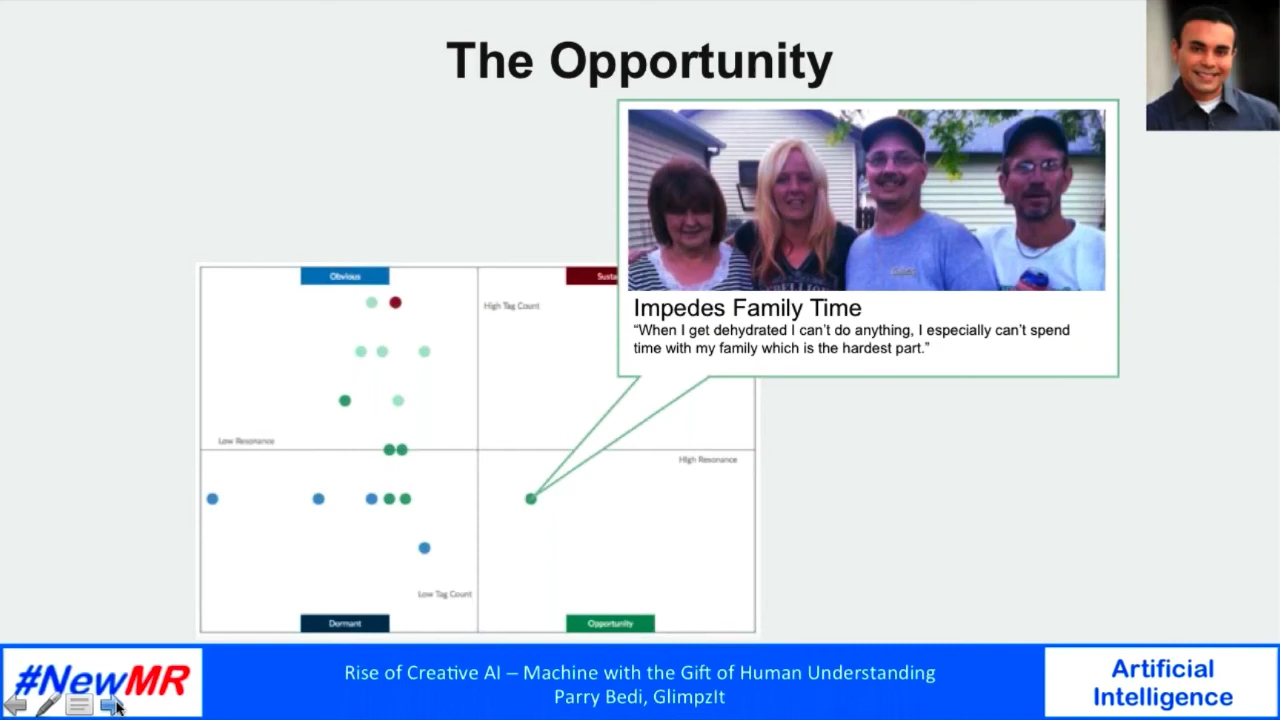 The Opportunity
Impedes Family Time
“When I get dehydrated I can’t do anything, I especially can’t spend
time with my family which is the hardest part.”
Obvious
High Tag Count
Low Resonance
High Resonance
Low Tag Count
Dormant
Opportunity
#NewMR
Rise of Creative AI – Machine with the Gift of Human Understanding
Parry Bedi, GlimpzIt
Artificial
Intelligence